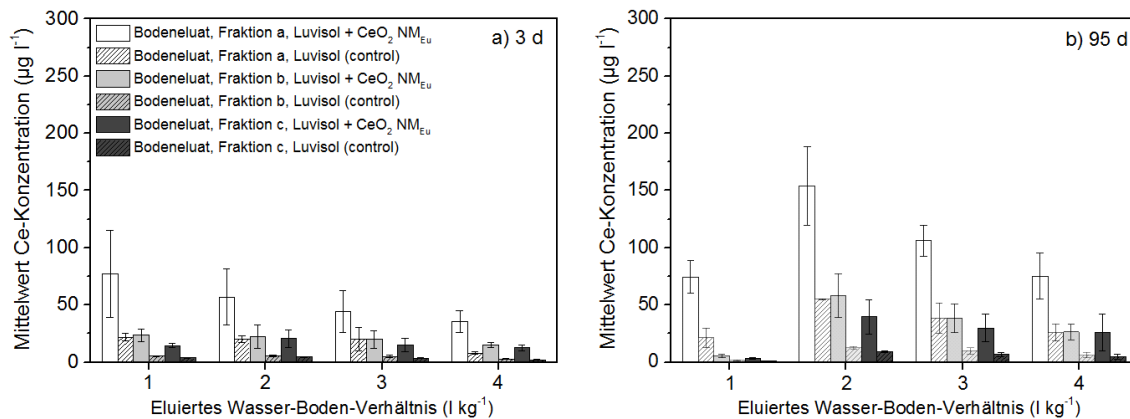 300
250
200
150
100
50
0
Mittelwert Ce-Konzentration (µg l⁻¹)
a) 3 d
Bodeneluat, Fraktion a, Luvisol + CeO₂ NM_Eu
Bodeneluat, Fraktion a, Luvisol (control)
Bodeneluat, Fraktion b, Luvisol + CeO₂ NM_Eu
Bodeneluat, Fraktion b, Luvisol (control)
Bodeneluat, Fraktion c, Luvisol + CeO₂ NM_Eu
Bodeneluat, Fraktion c, Luvisol (control)
1 2 3 4
Eluiertes Wasser-Boden-Verhältnis (l kg⁻¹)
300
250
200
150
100
50
0
Mittelwert Ce-Konzentration (µg l⁻¹)
b) 95 d
1 2 3 4
Eluiertes Wasser-Boden-Verhältnis (l kg⁻¹)